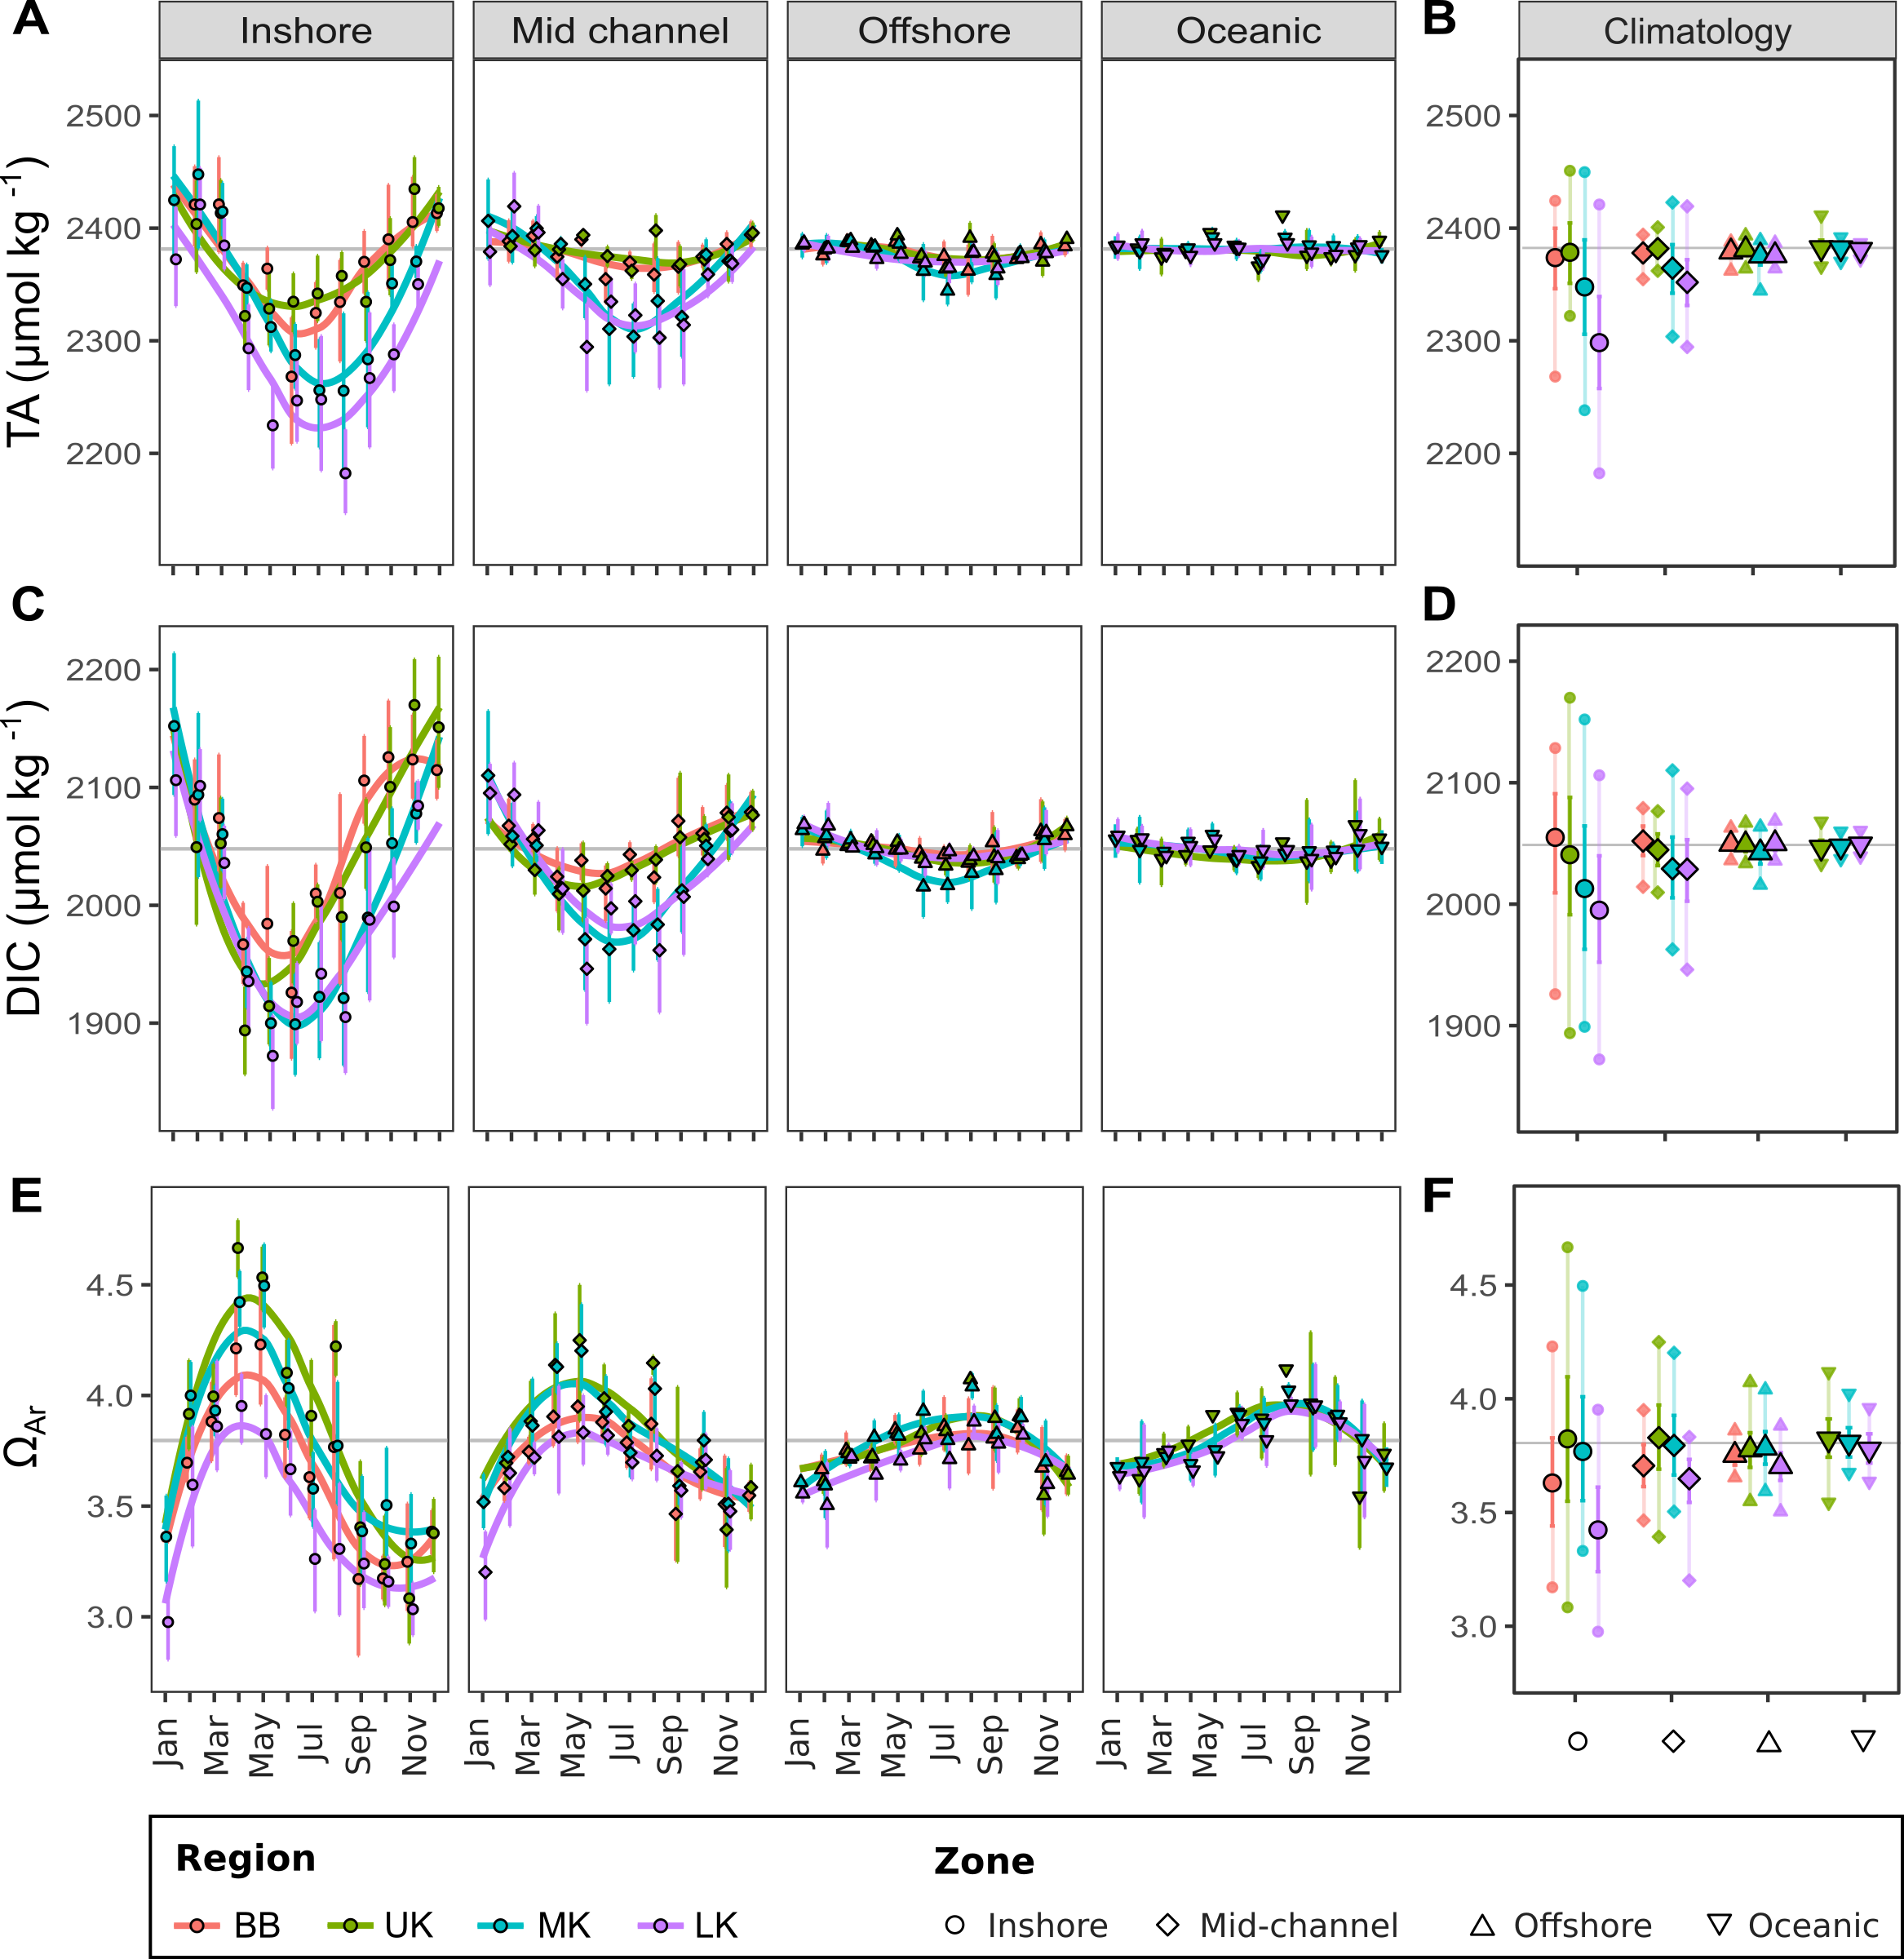 A
Inshore
Mid channel
Offshore
Oceanic
B
Climatology
TA (µmol kg -1)
2500
2400
2300
2200
2500
2400
2300
2200
C
D
DIC (µmol kg -1)
2200
2100
2000
1900
2200
2100
2000
1900
E
F
ΩAr
4.5
4.0
3.5
3.0
4.5
4.0
3.5
3.0
Jan Mar May Jul Sep Nov
Jan Mar May Jul Sep Nov
Jan Mar May Jul Sep Nov
Jan Mar May Jul Sep Nov
Region
BB UK MK LK
Zone
Inshore Mid-channel Offshore Oceanic